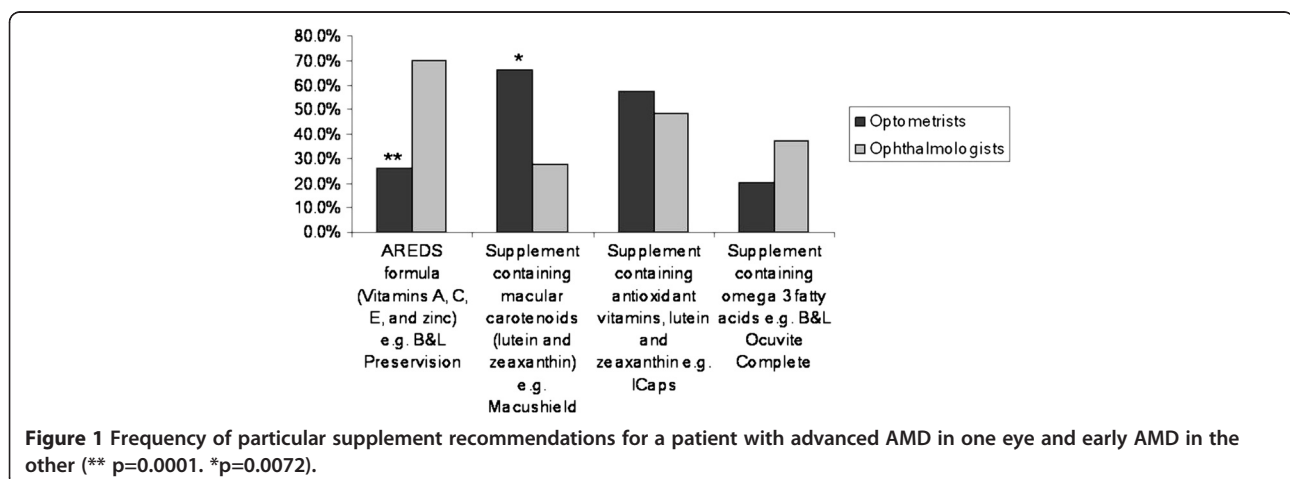 80.0%
70.0%
60.0%
50.0%
40.0%
30.0%
20.0%
10.0%
0.0%
**
*
Optometrists
Ophthalmologists
AREDS
formula
(Vitamins A, C,
E, and zinc)
e.g. B&L
Preservision
Supplement
containing
macular
carotenoids
(lutein and
zeaxanthin)
e.g.
Macushield
Supplement
containing
antioxidant
vitamins, lutein
and
zeaxanthin e.g.
ICaps
Supplement
containing
omega 3 fatty
acids e.g. B&L
Ocuvite
Complete
Figure 1 Frequency of particular supplement recommendations for a patient with advanced AMD in one eye and early AMD in the
other (** p=0.0001. *p=0.0072).